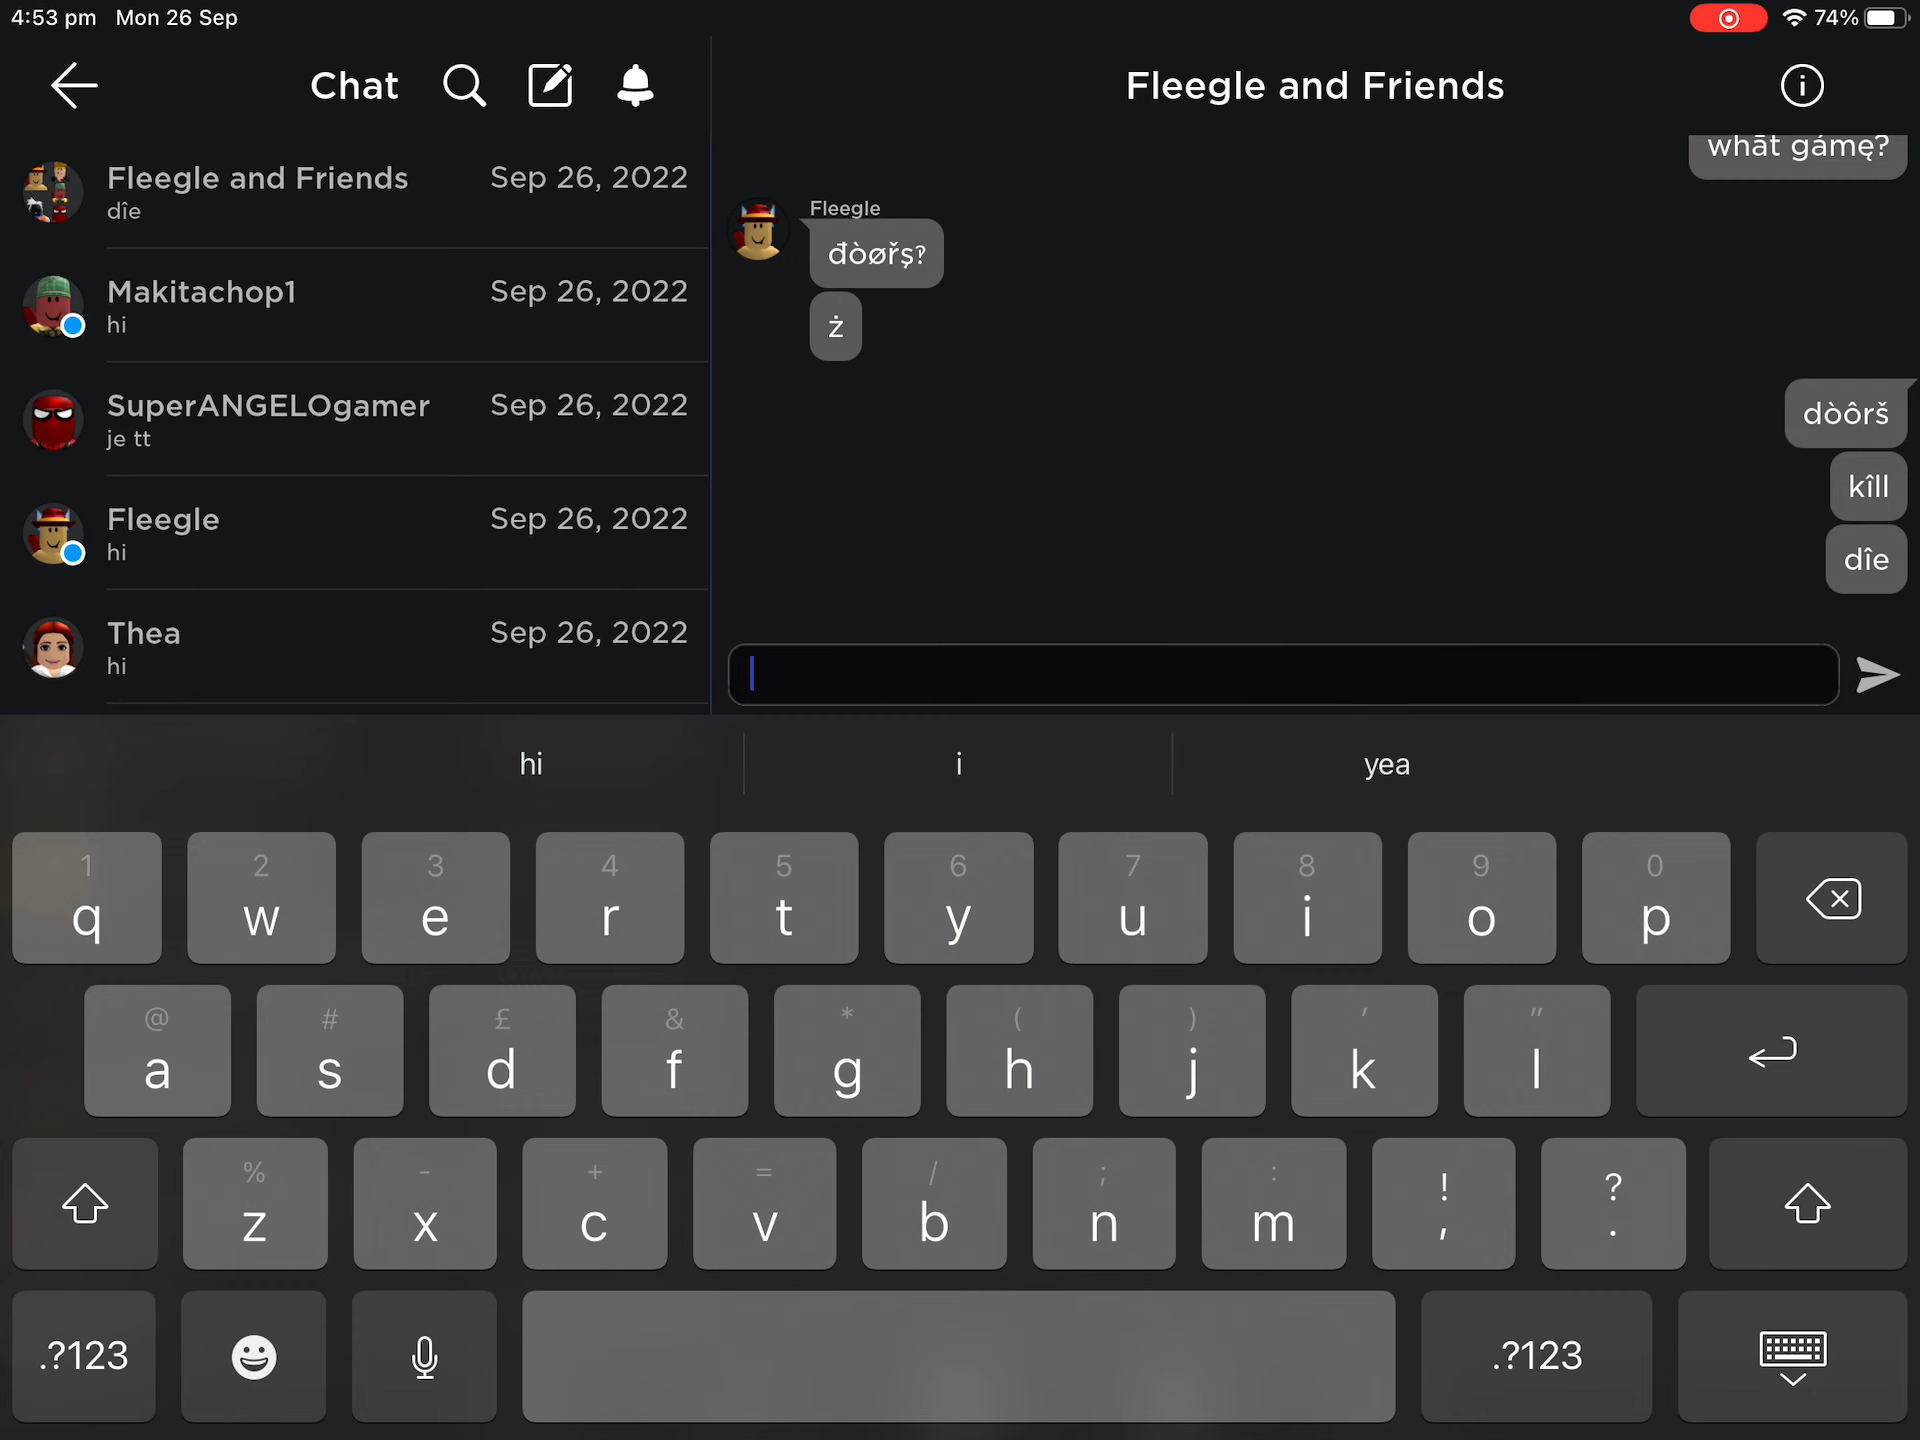 4:53 pm Mon 26 Sep
74%
Chat
Fleegle and Friends Sep 26, 2022
dîe
Makitachop1 Sep 26, 2022
hi
SuperANGELOgamer Sep 26, 2022
je tt
Fleegle Sep 26, 2022
hi
Thea Sep 26, 2022
hi
Fleegle and Friends
whāt gámę?
Fleegle
đòøřş?
ż
dòôrš
kîll
dîe
hi i yea
1 2 3 4 5 6 7 8 9 0
q w e r t y u i o p
@ # £ & * ( ) ' "
a s d f g h j k l
% - + = / ; : ! ?
z x c v b n m , .
.?123 .?123